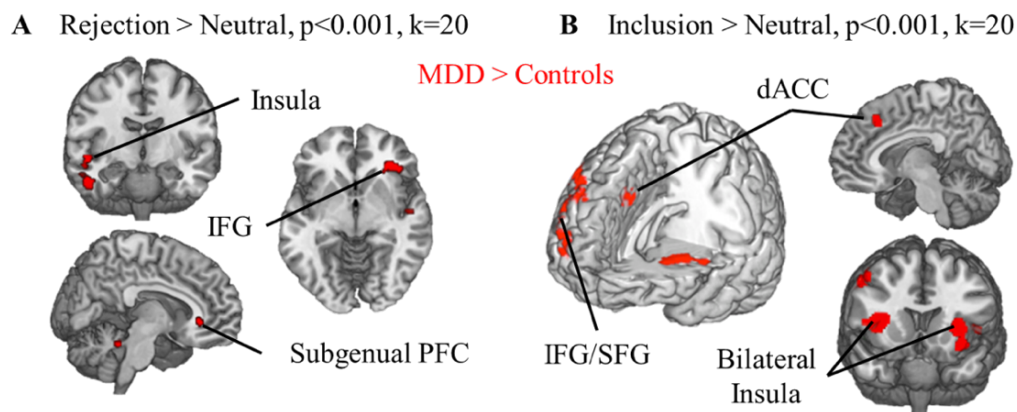 A Rejection > Neutral, p<0.001, k=20
B Inclusion > Neutral, p<0.001, k=20
MDD > Controls
Insula
IFG
Subgenual PFC
dACC
IFG/SFG
Bilateral
Insula